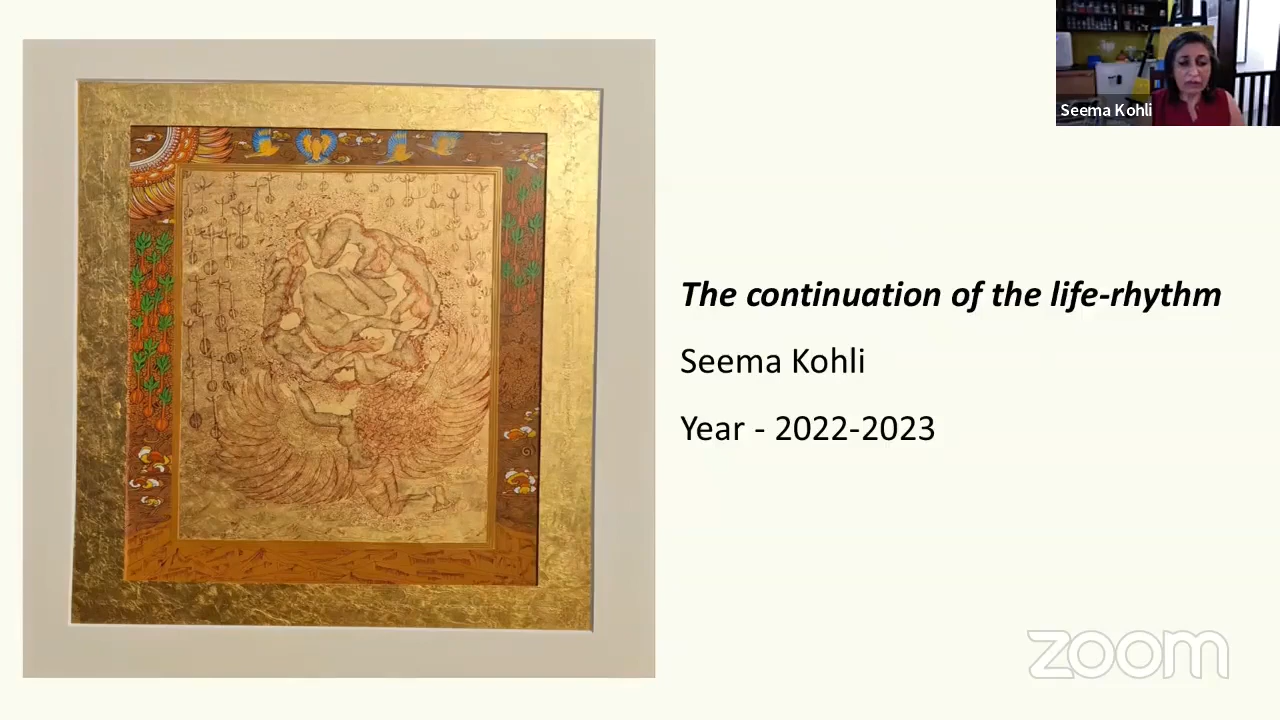 Seema Kohli
The continuation of the life-rhythm
Seema Kohli
Year - 2022-2023
zoom